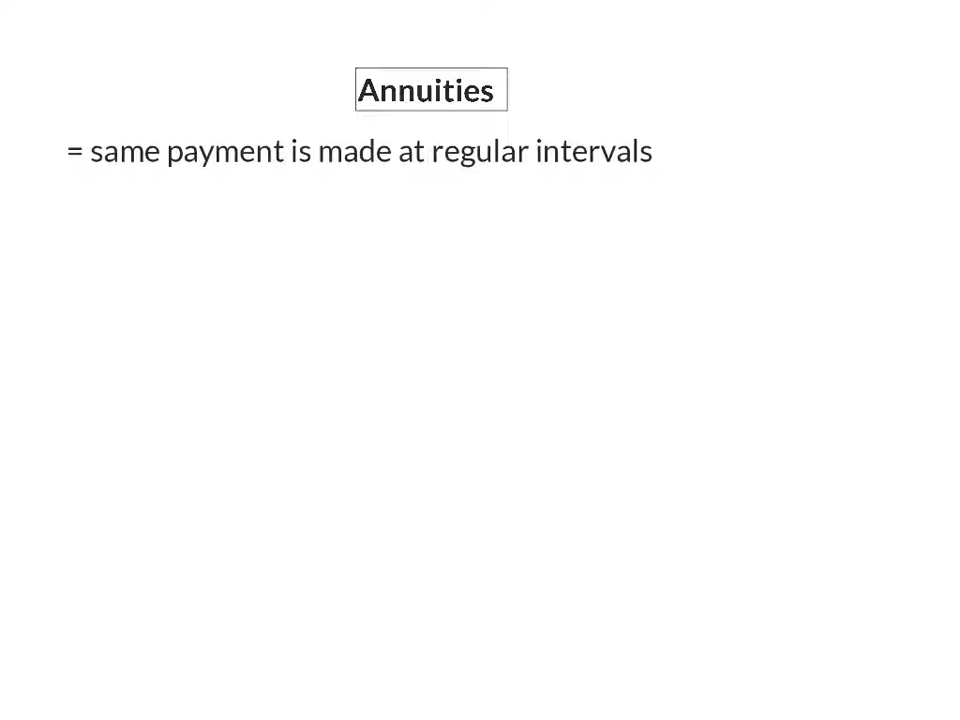 Annuities
= same payment is made at regular intervals